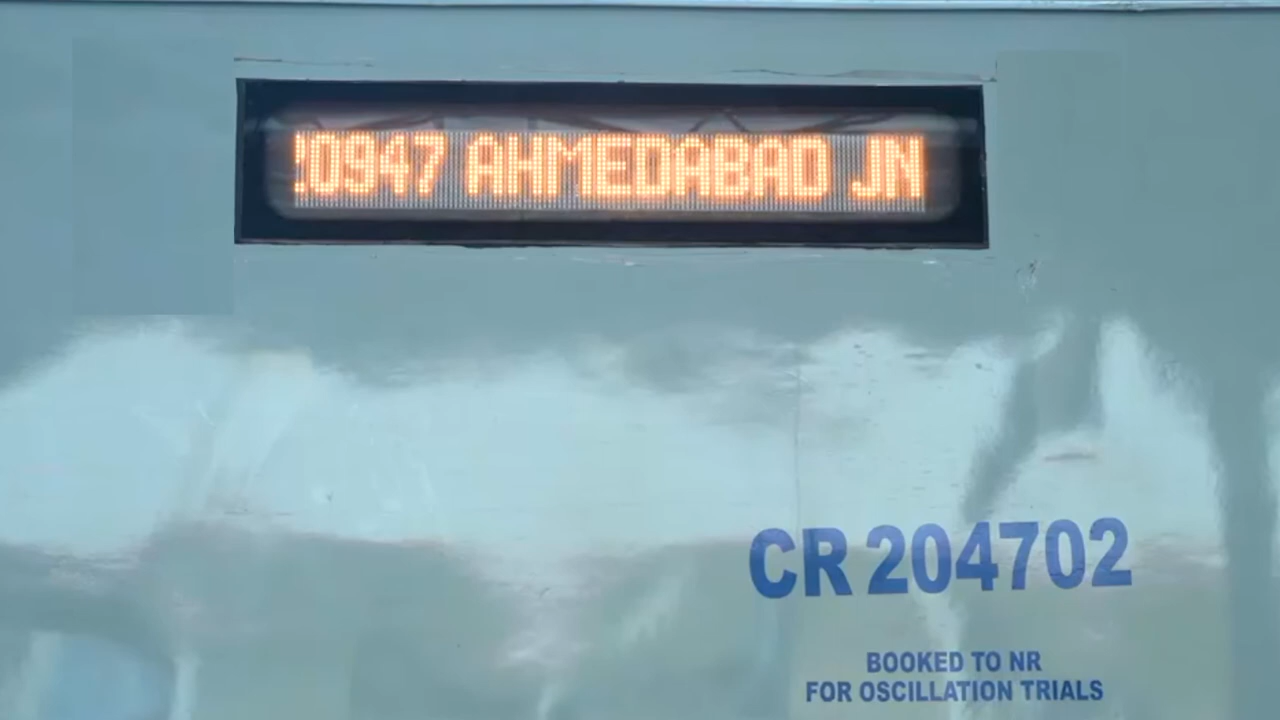 0947 AHMEDABAD JN
CR 204702
BOOKED TO NR
FOR OSCILLATION TRIALS